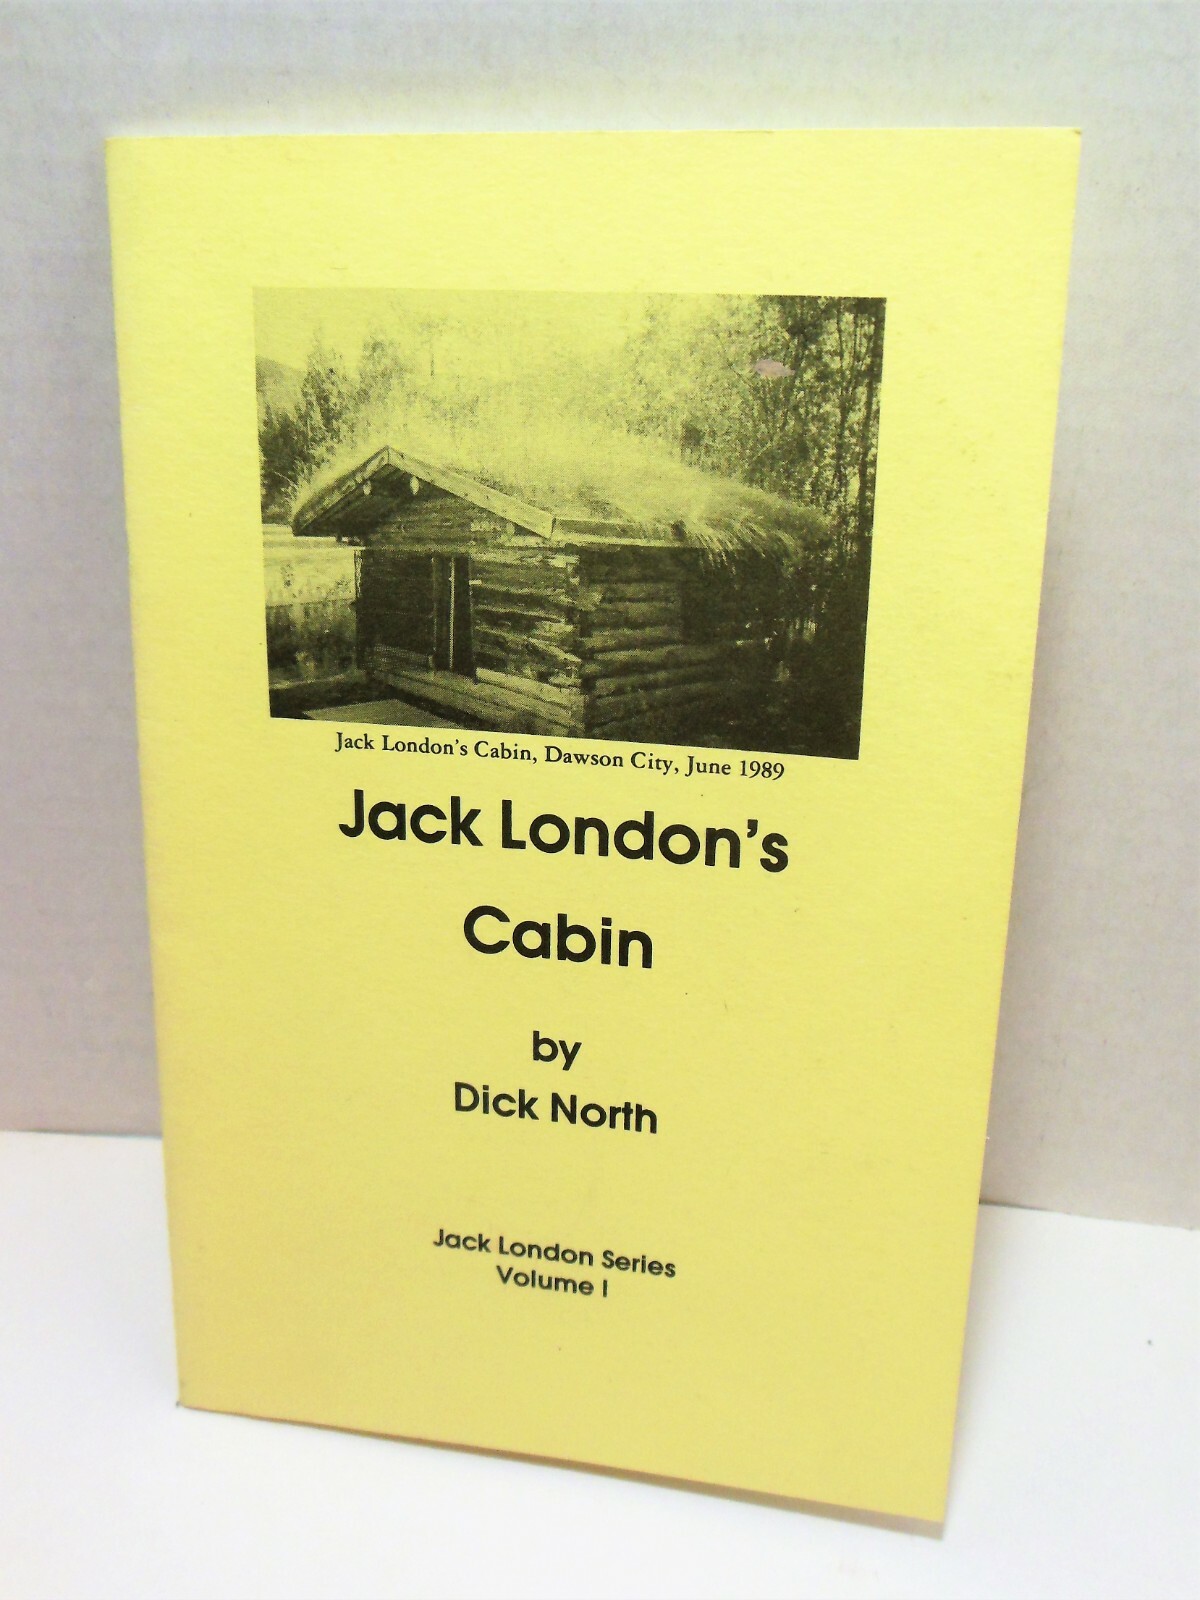 Jack London's Cabin, Dawson City, June 1989
Jack London's
Cabin
by
Dick North
Jack London Series
Volume I